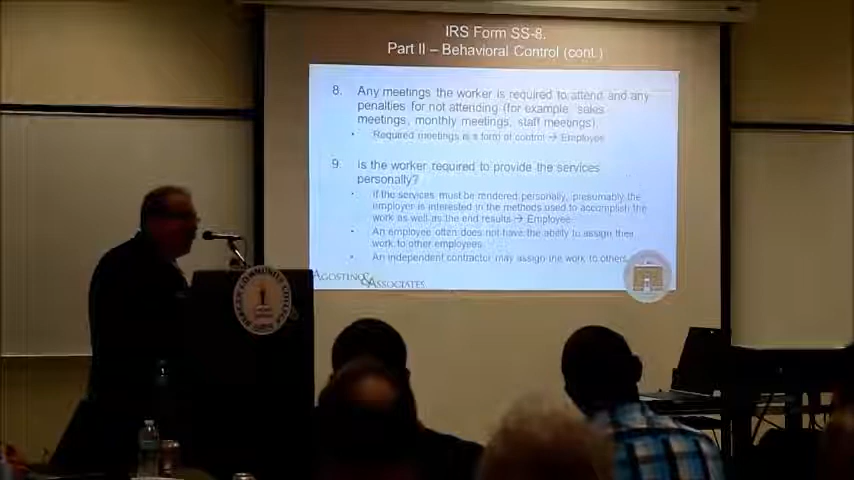 IRS Form SS-8.
Part II – Behavioral Control (cont.)
8. Any meetings the worker is required to attend and any
penalties for not attending (for example, sales
meetings, monthly meetings, staff meetings)
• Required meetings is a form of control → Employee
9. Is the worker required to provide the services
personally?
• If the services must be rendered personally, presumably the
employer is interested in the methods used to accomplish the
work as well as the end results → Employee
• An employee often does not have the ability to assign their
work to other employees.
• An independent contractor may assign the work to others
AGOSTINO & ASSOCIATES
COMMUNITY COLLEGE